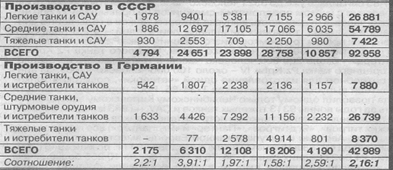 Производство в СССР
Легкие танки и САУ 1 978 9401 5 381 7 155 2 966 26 881
Средние танки и САУ 1 886 12 697 17 105 17 066 6 035 54 789
Тяжелые танки и САУ 930 2 553 709 2 250 980 7 422
ВСЕГО 4 794 24 651 23 898 28 758 10 857 92 958
Производство в Германии
Легкие танки, САУ
и истребители танков 542 1 807 2 238 2 136 1 157 7 880
Средние танки,
штурмовые орудия
и истребители танков 1 633 4 426 7 292 11 156 2 232 26 739
Тяжелые танки
и истребители танков – 77 2 578 4 914 801 8 370
ВСЕГО 2 175 6 310 12 108 18 206 4 190 42 989
Соотношение: 2,2:1 3,91:1 1,97:1 1,58:1 2,59:1 2,16:1